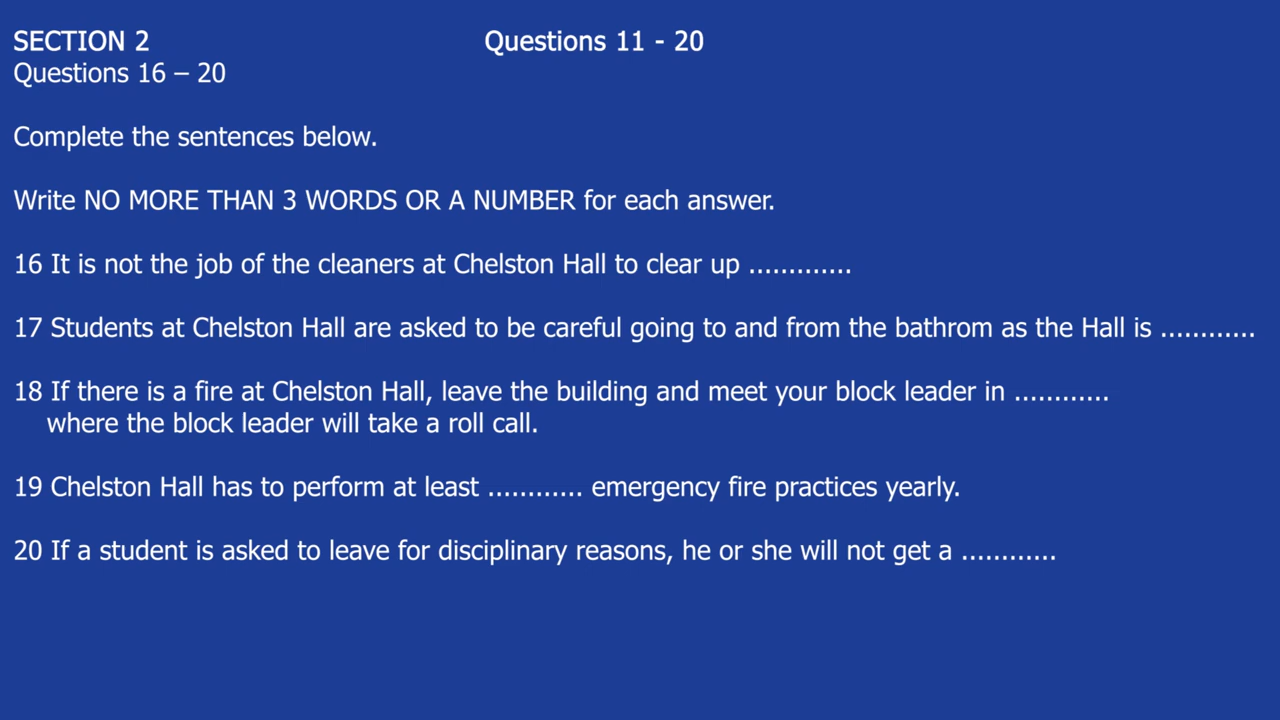 SECTION 2 Questions 11 - 20
Questions 16 – 20
Complete the sentences below.
Write NO MORE THAN 3 WORDS OR A NUMBER for each answer.
16 It is not the job of the cleaners at Chelston Hall to clear up .............
17 Students at Chelston Hall are asked to be careful going to and from the bathrom as the Hall is ............
18 If there is a fire at Chelston Hall, leave the building and meet your block leader in ............
where the block leader will take a roll call.
19 Chelston Hall has to perform at least ............ emergency fire practices yearly.
20 If a student is asked to leave for disciplinary reasons, he or she will not get a ............